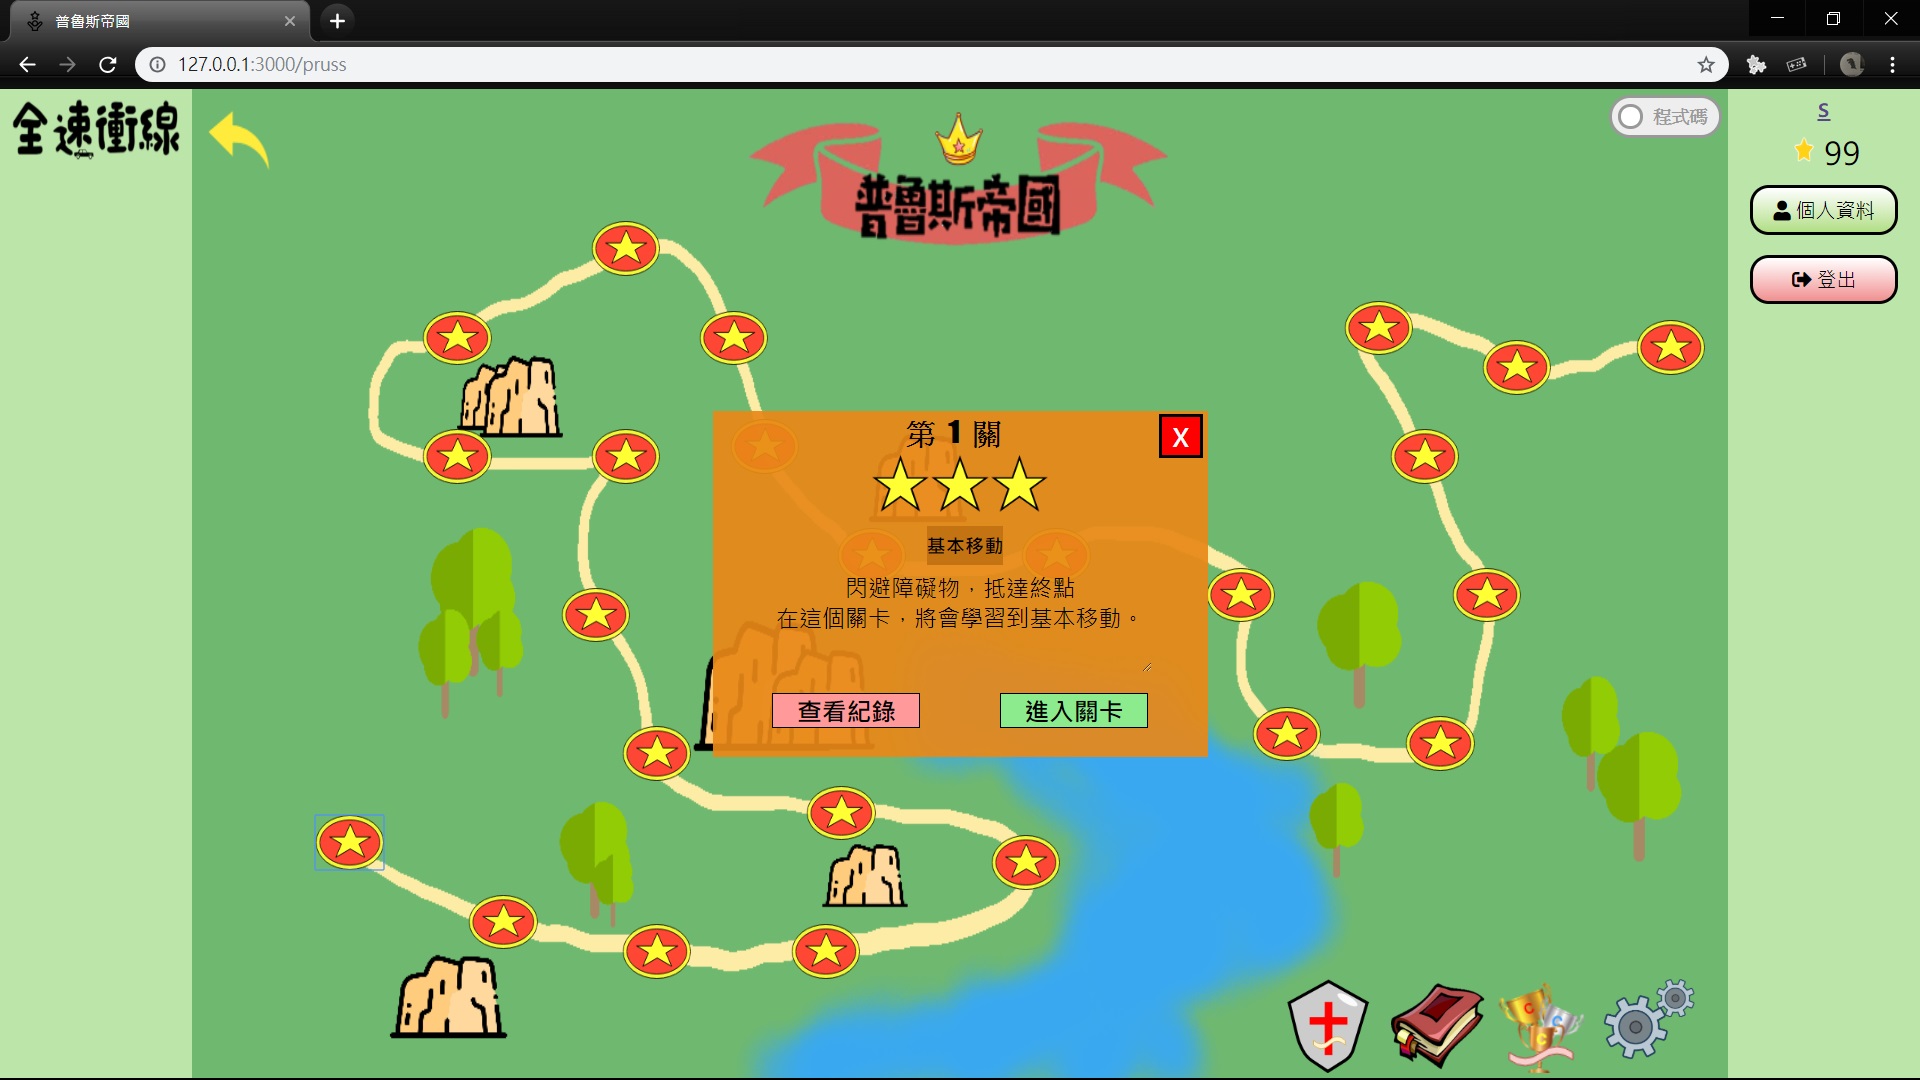 普魯斯帝國
127.0.0.1:3000/pruss
全速衝線
普魯斯帝國
程式碼
S
99
個人資料
登出
第 1 關
X
基本移動
閃避障礙物，抵達終點
在這個關卡，將會學習到基本移動。
查看紀錄
進入關卡
C
C
C